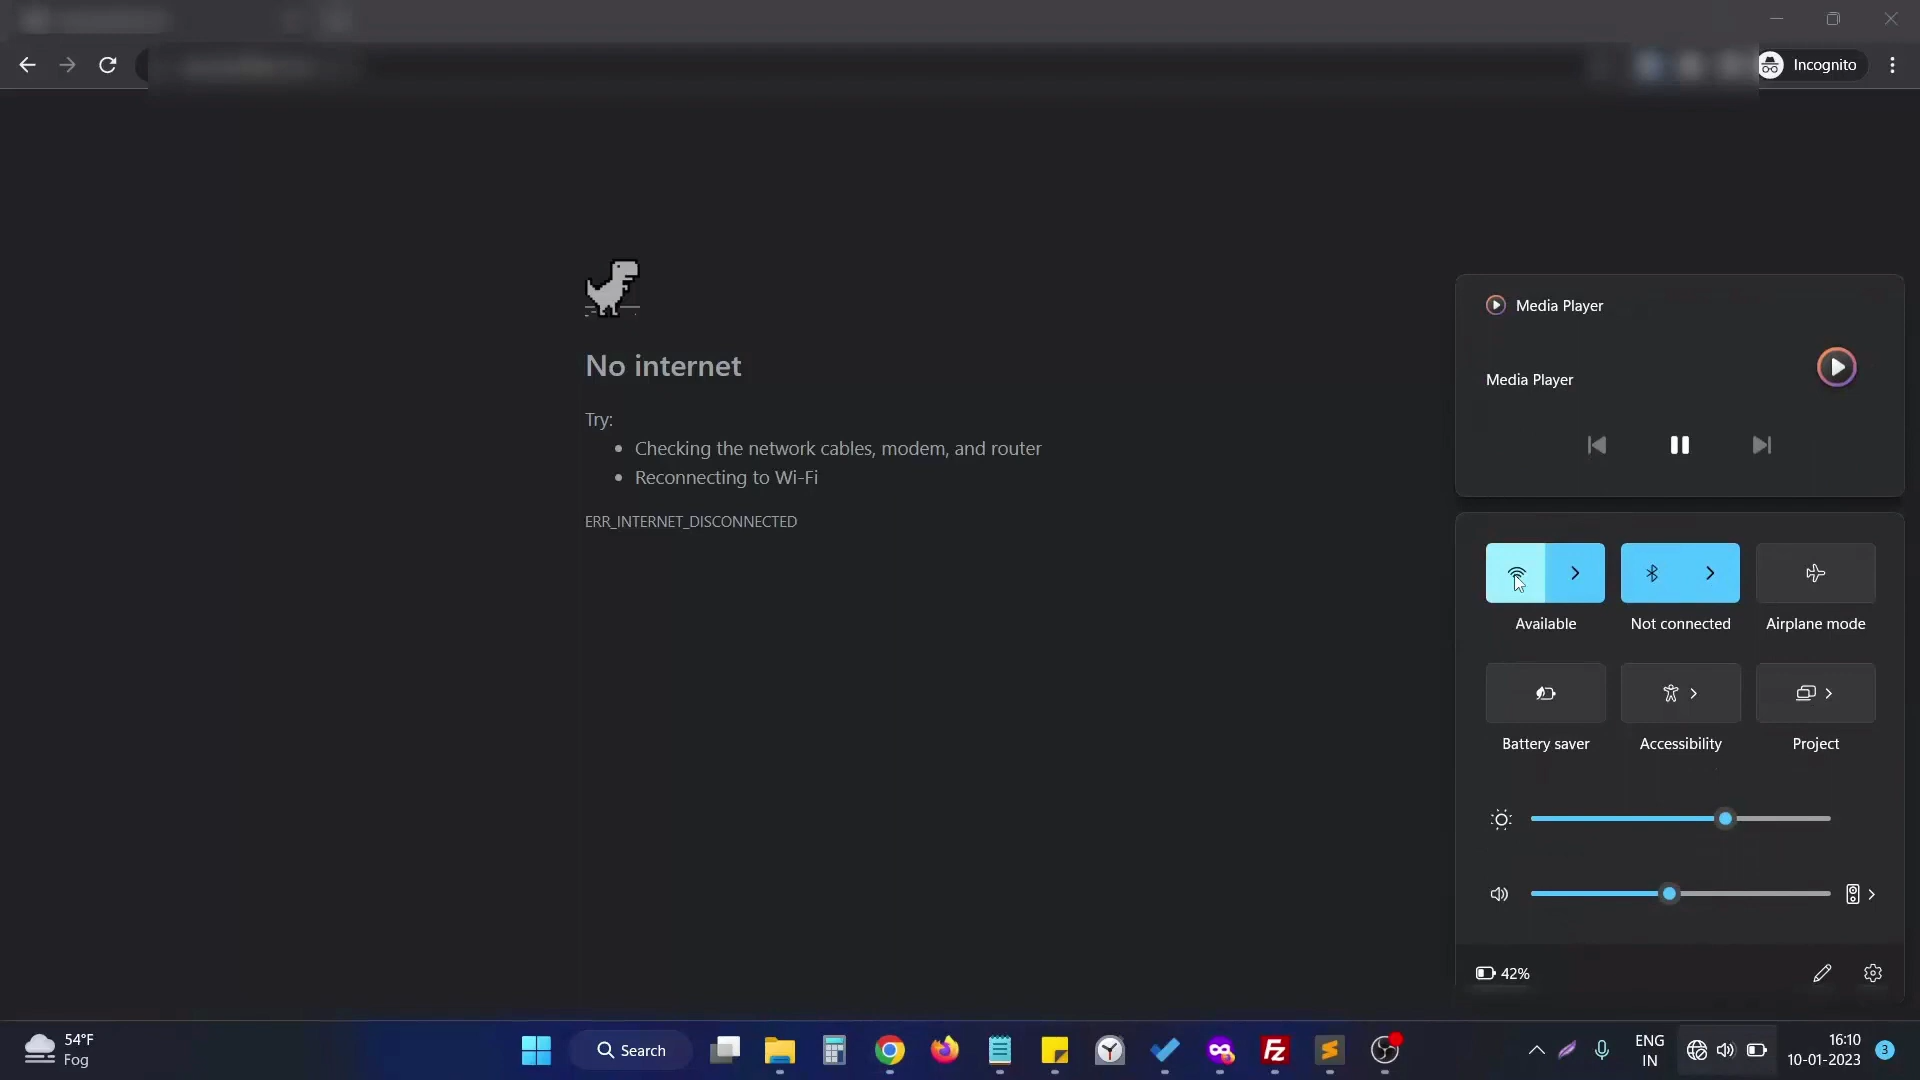 Incognito
No internet
Try:
Checking the network cables, modem, and router
Reconnecting to Wi-Fi
ERR_INTERNET_DISCONNECTED
Media Player
Media Player
Available
Not connected
Airplane mode
Battery saver
Accessibility
Project
42%
54°F
Fog
Search
Fz
ENG
IN
16:10
10-01-2023
3